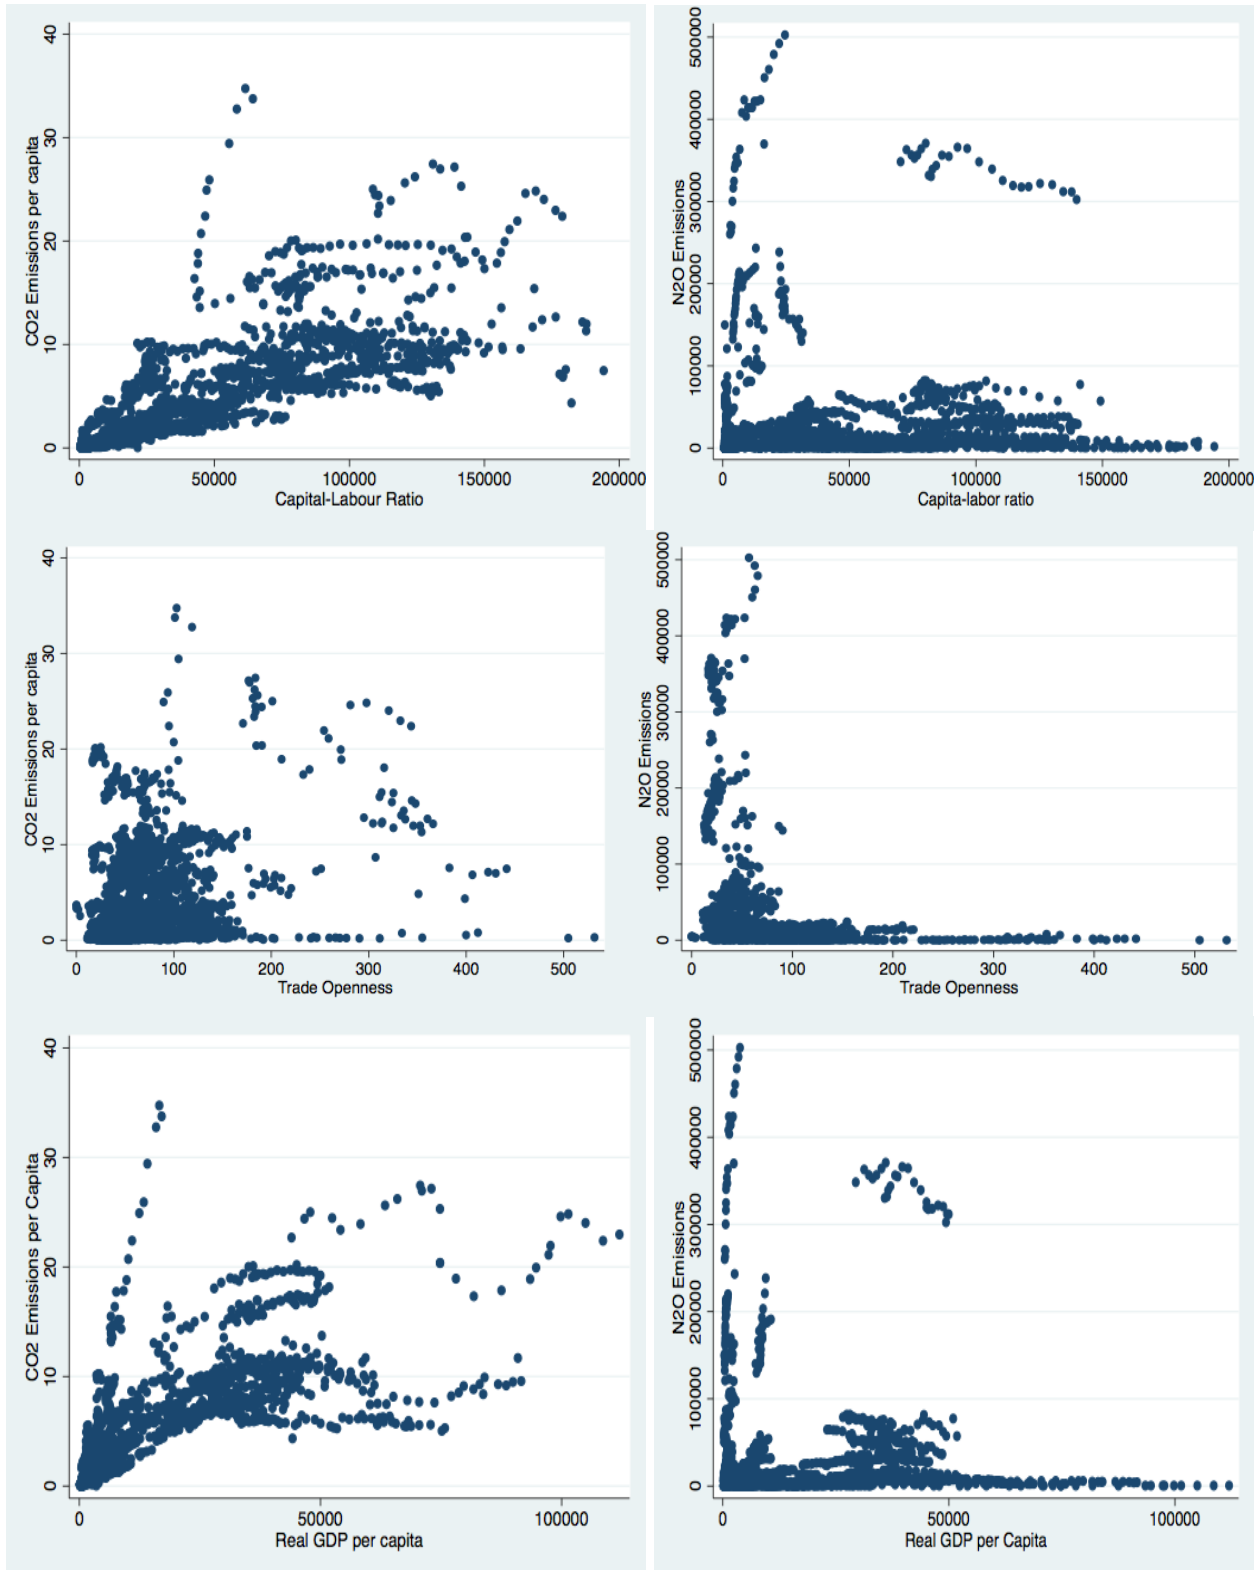 CO2 Emissions per capita
40
30
20
10
0
0 50000 100000 150000 200000
Capital-Labour Ratio
N2O Emissions
500000
400000
300000
200000
100000
0
0 50000 100000 150000 200000
Capita-labor ratio
CO2 Emissions per capita
40
30
20
10
0
0 100 200 300 400 500
Trade Openness
N2O Emissions
500000
400000
300000
200000
100000
0
0 100 200 300 400 500
Trade Openness
CO2 Emissions per Capita
40
30
20
10
0
0 50000 100000
Real GDP per capita
N2O Emissions
500000
400000
300000
200000
100000
0
0 50000 100000
Real GDP per Capita